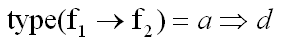 type(f₁ → f₂) = a ⇒ d